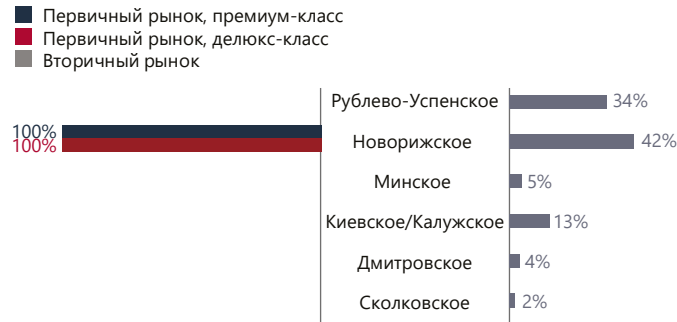 Первичный рынок, премиум-класс
Первичный рынок, делюкс-класс
Вторичный рынок
Рублево-Успенское 34%
100%
100%
Новорижское 42%
Минское 5%
Киевское/Калужское 13%
Дмитровское 4%
Сколковское 2%